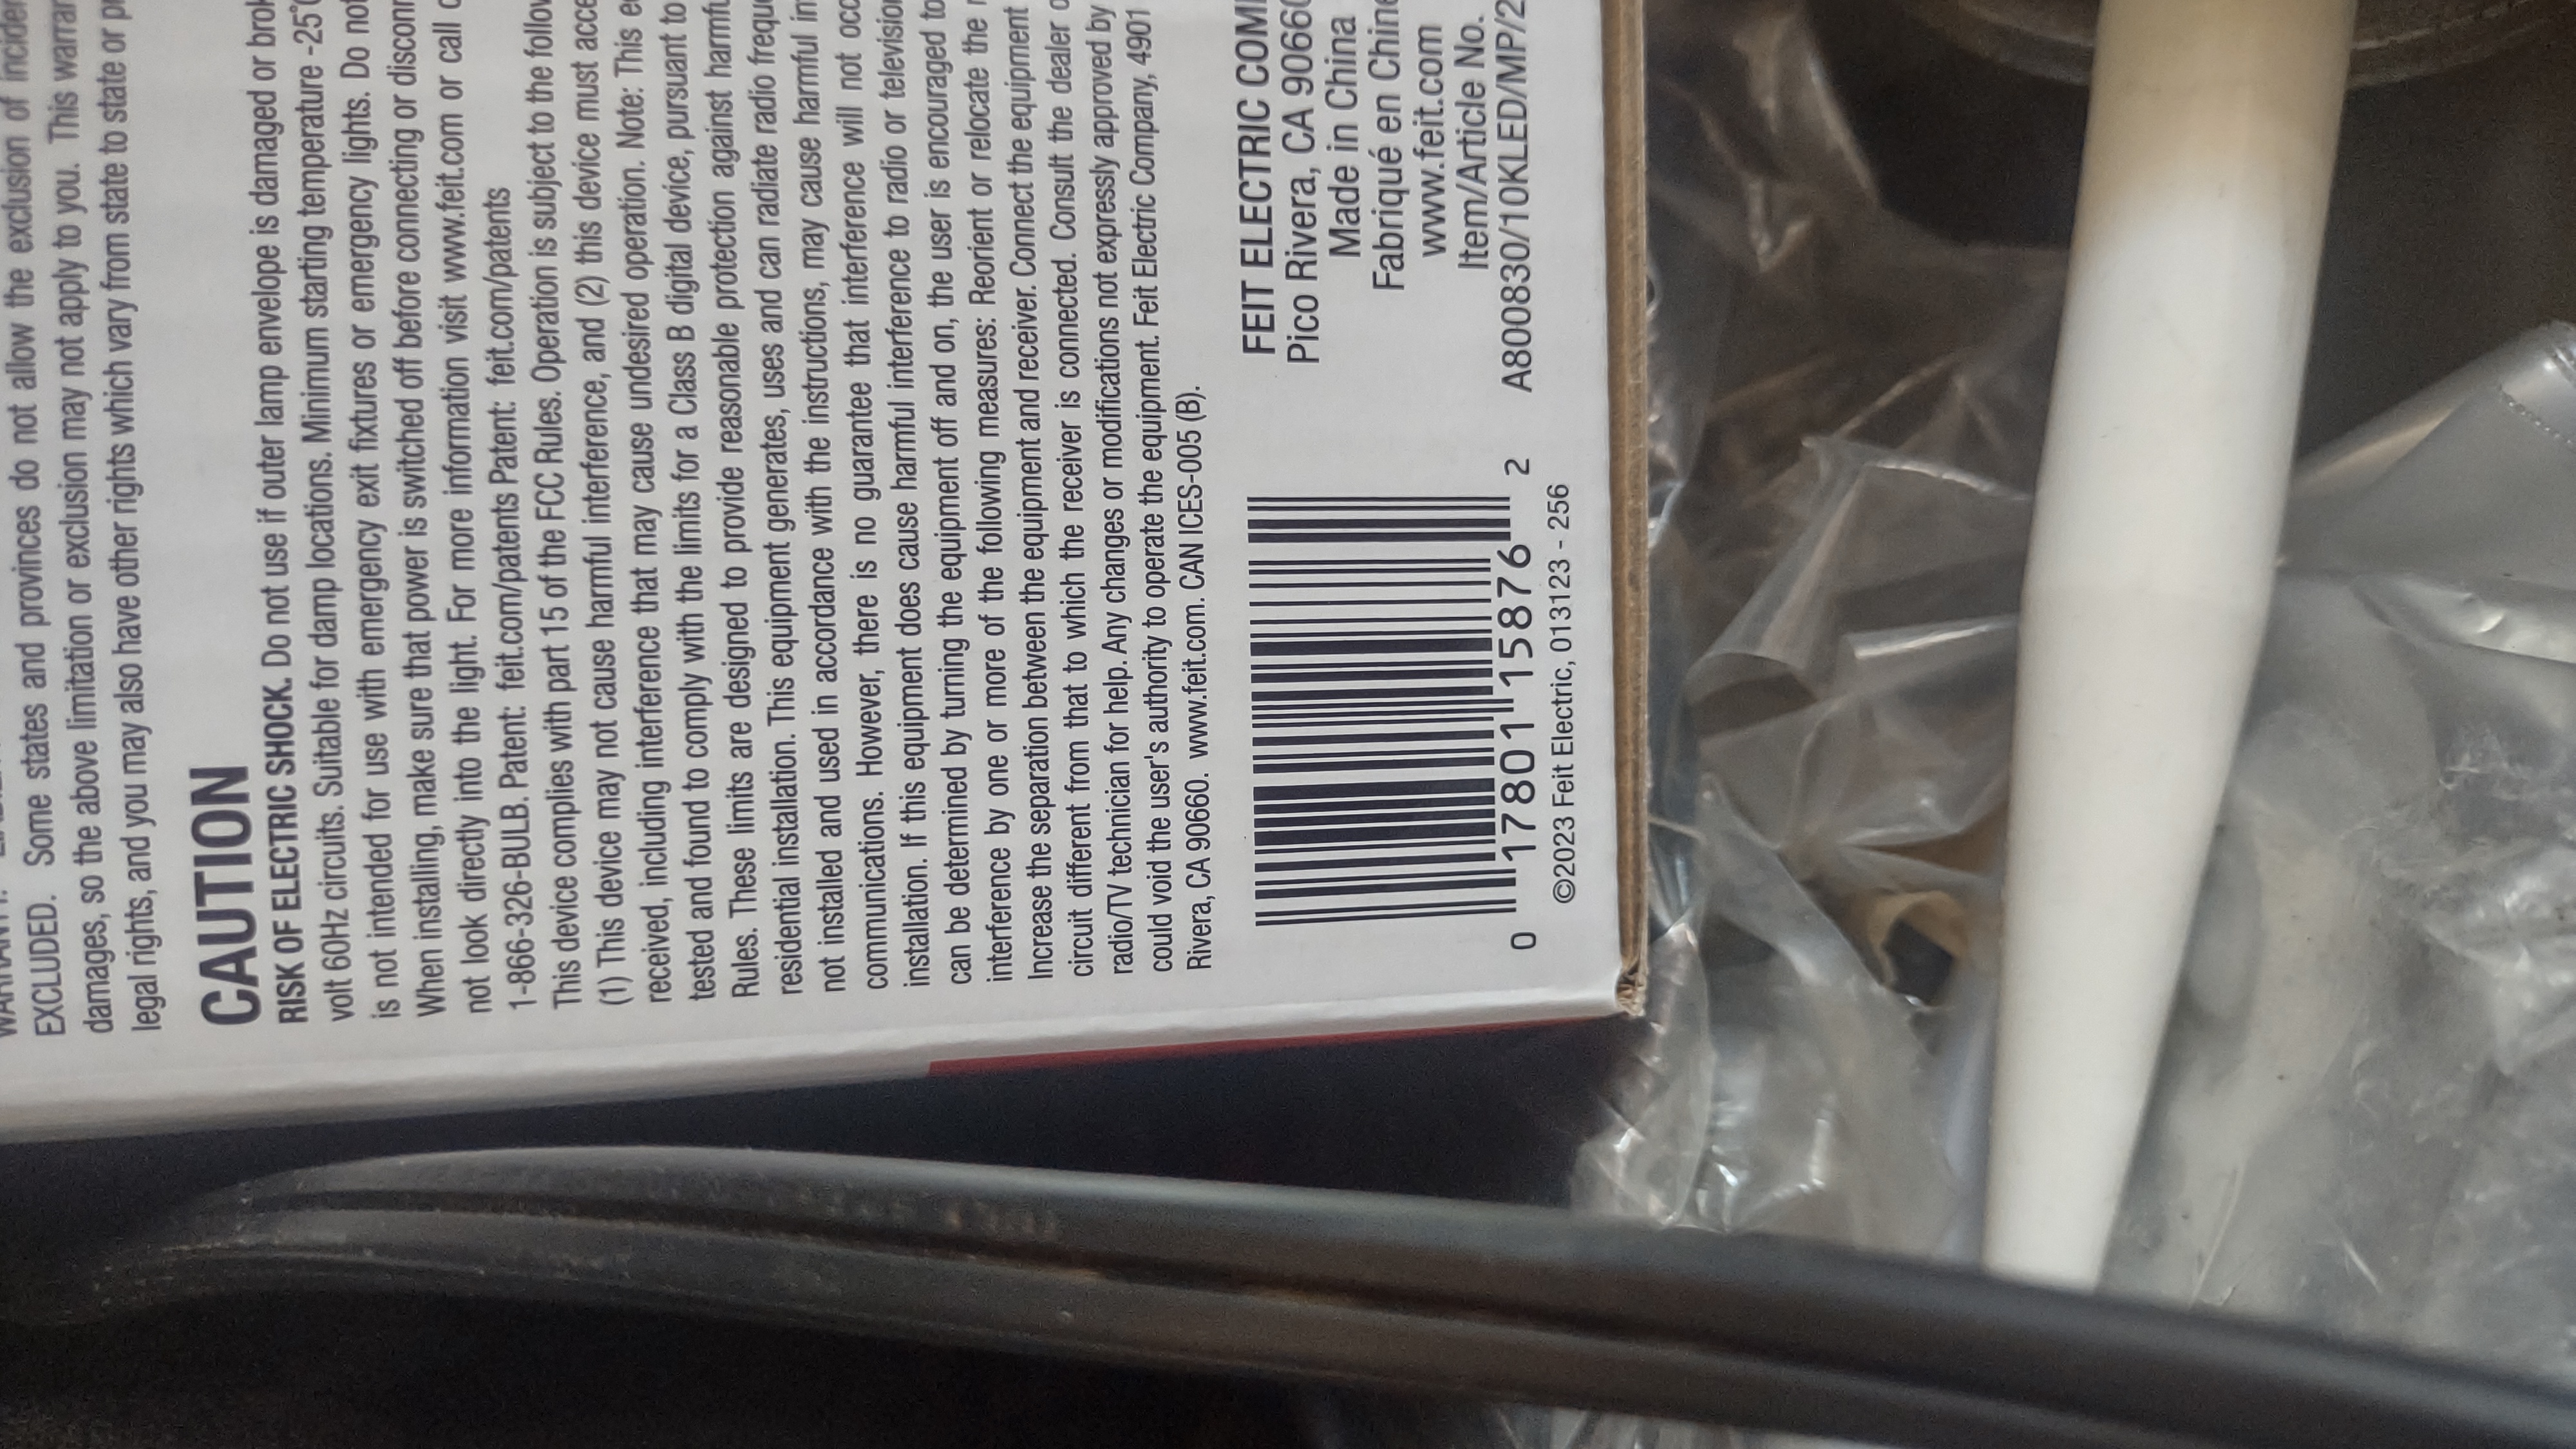 EXCLUDED. Some states and provinces do not allow the exclusion of
damages, so the above limitation or exclusion may not apply to you. This
legal rights, and you may also have other rights which vary from state to state or
CAUTION
RISK OF ELECTRIC SHOCK. Do not use if outer lamp envelope is damaged or
volt 60Hz circuits. Suitable for damp locations. Minimum starting temperature -25°
is not intended for use with emergency exit fixtures or emergency lights. Do
When installing, make sure that power is switched off before connecting or
not look directly into the light. For more information visit www.feit.com or call
1-866-326-BULB. Patent: feit.com/patents Patent: feit.com/patents
This device complies with part 15 of the FCC Rules. Operation is subject to the
(1) This device may not cause harmful interference, and (2) this device must
received, including interference that may cause undesired operation. Note: This
tested and found to comply with the limits for a Class B digital device, pursuant to
Rules. These limits are designed to provide reasonable protection against
residential installation. This equipment generates, uses and can radiate radio
not installed and used in accordance with the instructions, may cause harmful
communications. However, there is no guarantee that interference will not
installation. If this equipment does cause harmful interference to radio or
can be determined by turning the equipment off and on, the user is encouraged to
interference by one or more of the following measures: Reorient or relocate the
Increase the separation between the equipment and receiver. Connect the equipment
circuit different from that to which the receiver is connected. Consult the dealer
radio/TV technician for help. Any changes or modifications not expressly approved by
could void the user's authority to operate the equipment. Feit Electric Company, 4901
Rivera, CA 90660. www.feit.com. CAN ICES-005 (B).
FEIT ELECTRIC
Pico Rivera, CA 90660
Made in China
Fabriqué en Chine
www.feit.com
Item/Article No.
A800830/10KLED/MP/2
0 17801 15876 2
©2023 Feit Electric, 013123 - 256